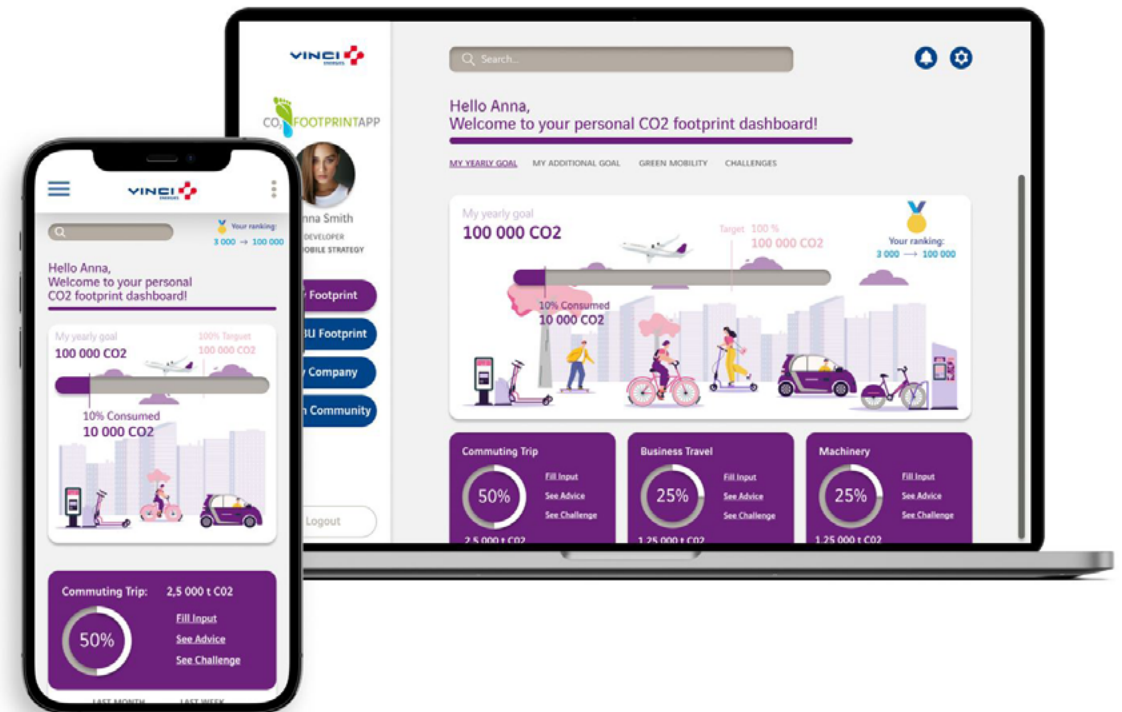 VINCI
ENERGIES
CO2 FOOTPRINTAPP
Smith
DEVELOPER
MOBILE STRATEGY
Footprint
BU Footprint
Company
Community
Logout
Search...
Hello Anna,
Welcome to your personal CO2 footprint dashboard!
MY YEARLY GOAL MY ADDITIONAL GOAL GREEN MOBILITY CHALLENGES
My yearly goal
100 000 CO2
Target 100 %
100 000 CO2
Your ranking:
3 000 → 100 000
10% Consumed
10 000 CO2
Commuting Trip
50%
Fill Input
See Advice
See Challenge
2,5 000 t CO2
Business Travel
25%
Fill Input
See Advice
See Challenge
1,25 000 t CO2
Machinery
25%
Fill Input
See Advice
See Challenge
1,25 000 t CO2
VINCI
ENERGIES
Your ranking:
3 000 → 100 000
Hello Anna,
Welcome to your personal
CO2 footprint dashboard!
My yearly goal
100 000 CO2
100% Targuet
100 000 CO2
10% Consumed
10 000 CO2
Commuting Trip: 2,5 000 t C02
50%
Fill Input
See Advice
See Challenge
LAST MONTH LAST WEEK